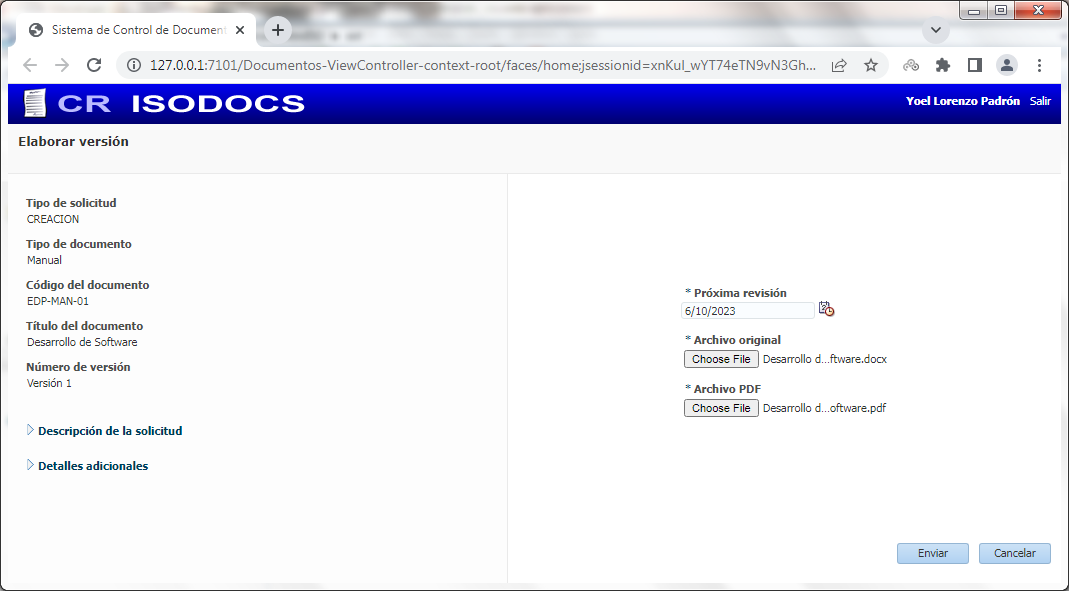 Sistema de Control de Documen
127.0.0.1:7101/Documentos-ViewController-context-root/faces/home;jsessionid=xnKul_wYT74eTN9vN3Gh...
CR ISODOCS
Yoel Lorenzo Padrón Salir
Elaborar versión
Tipo de solicitud
CREACION
Tipo de documento
Manual
Código del documento
EDP-MAN-01
Título del documento
Desarrollo de Software
Número de versión
Versión 1
Descripción de la solicitud
Detalles adicionales
* Próxima revisión
6/10/2023
* Archivo original
Choose File Desarrollo d...ftware.docx
* Archivo PDF
Choose File Desarrollo d...oftware.pdf
Enviar Cancelar